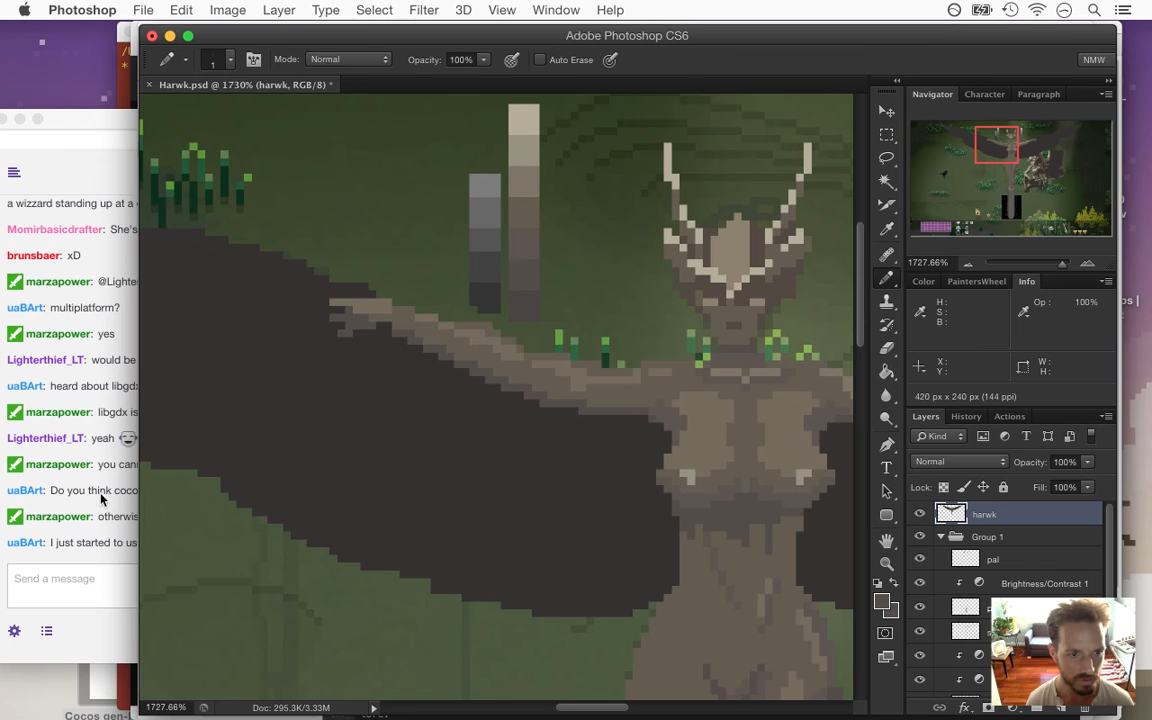 Photoshop File Edit Image Layer Type Select Filter 3D View Window Help
Adobe Photoshop CS6
1 Mode: Normal Opacity: 100% Auto Erase NMW
Harwk.psd @ 1730% (harwk, RGB/8) *
Navigator Character Paragraph
1727.66%
Color PaintersWheel Info
H:
S:
B:
Op: 100%
X:
Y:
W:
H:
420 px x 240 px (144 ppi)
Layers History Actions
Kind
Normal Opacity: 100%
Lock: Fill: 100%
harwk
Group 1
pal
Brightness/Contrast 1
a wizzard standing up at a
Momirbasicdrafter: She's
brunsbaer: xD
marzapower: @Lighte
uaBArt: multiplatform?
marzapower: yes
Lighterthief_LT: would be
uaBArt: heard about libgdx
marzapower: libgdx is
Lighterthief_LT: yeah
marzapower: you can
uaBArt: Do you think coco
marzapower: otherwis
uaBArt: I just started to us
Send a message
1727.66% Doc: 295.3K/3.33M
Cocos gen-L